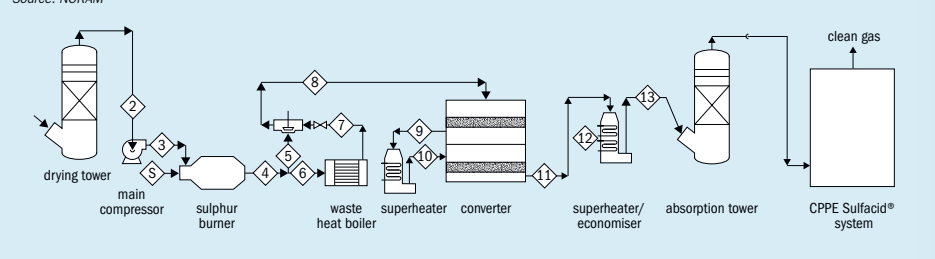 Source: NORAM
clean gas
8
2
13
7
3
9
12
5
10
S
4
6
11
drying tower
main
compressor
sulphur
burner
waste
heat boiler
superheater
converter
superheater/
economiser
absorption tower
CPPE Sulfacid®
system